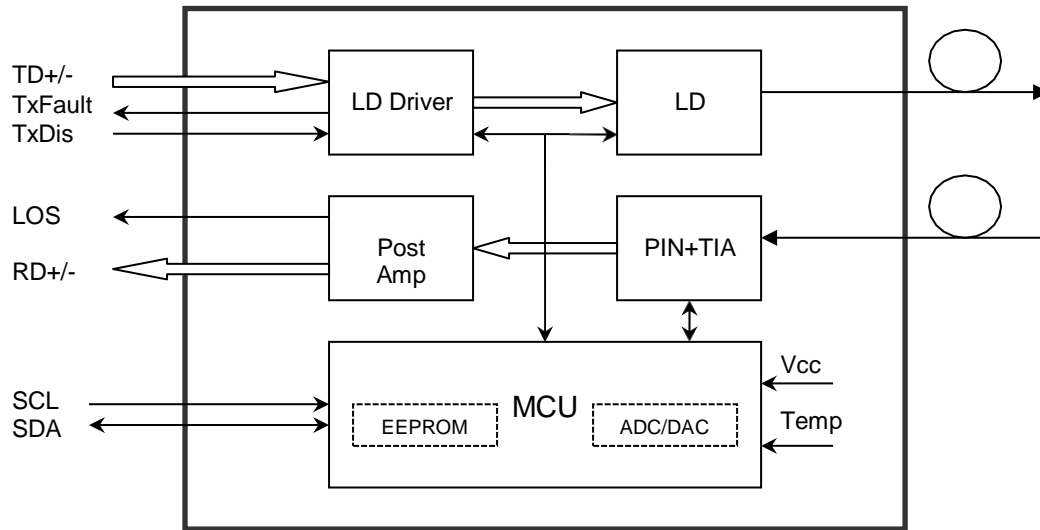 TD+/-
TxFault
TxDis
LD Driver
LD
LOS
RD+/-
Post
Amp
PIN+TIA
SCL
SDA
MCU
EEPROM
ADC/DAC
Vcc
Temp